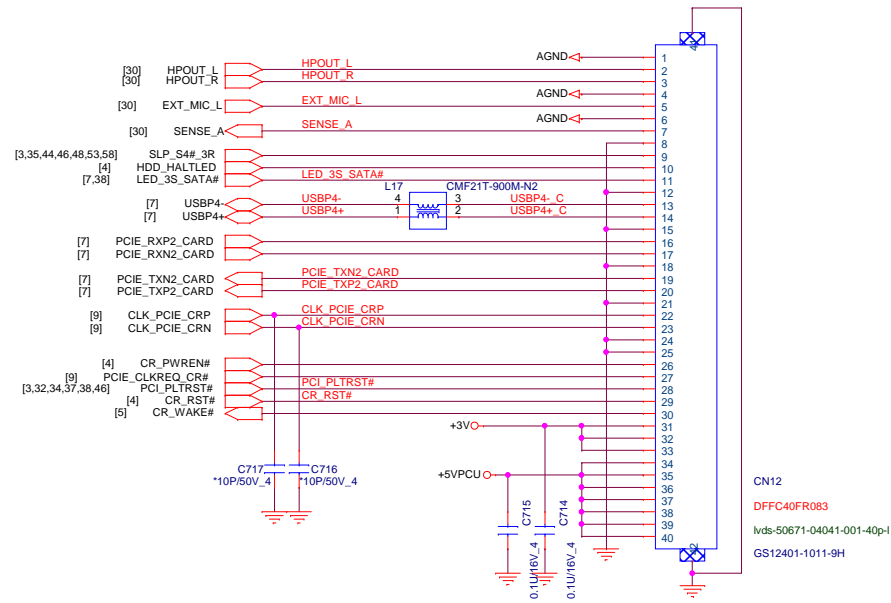 41
AGND 1
[30] HPOUT_L HPOUT_L 2
[30] HPOUT_R HPOUT_R 3
AGND 4
[30] EXT_MIC_L EXT_MIC_L 5
AGND 6
[30] SENSE_A SENSE_A 7
8
[3,35,44,46,48,53,58] SLP_S4#_3R 9
[4] HDD_HALTLED 10
[7,38] LED_3S_SATA# LED_3S_SATA# 11
L17 CMF21T-900M-N2 12
[7] USBP4- USBP4- 4 3 USBP4-_C 13
[7] USBP4+ USBP4+ 1 2 USBP4+_C 14
15
[7] PCIE_RXP2_CARD 16
[7] PCIE_RXN2_CARD 17
18
[7] PCIE_TXN2_CARD PCIE_TXN2_CARD 19
[7] PCIE_TXP2_CARD PCIE_TXP2_CARD 20
21
[9] CLK_PCIE_CRP CLK_PCIE_CRP 22
[9] CLK_PCIE_CRN CLK_PCIE_CRN 23
24
25
[4] CR_PWREN# 26
[9] PCIE_CLKREQ_CR# 27
[3,32,34,37,38,46] PCI_PLTRST# PCI_PLTRST# 28
[4] CR_RST# CR_RST# 29
[5] CR_WAKE# 30
+3V 31
32
33
34
+5VPCU 35
36
37
38
39
40
42
C717
*10P/50V_4
C716
*10P/50V_4
C715
0.1U/16V_4
C714
0.1U/16V_4
CN12
DFFC40FR083
lvds-50671-04041-001-40p-l
GS12401-1011-9H